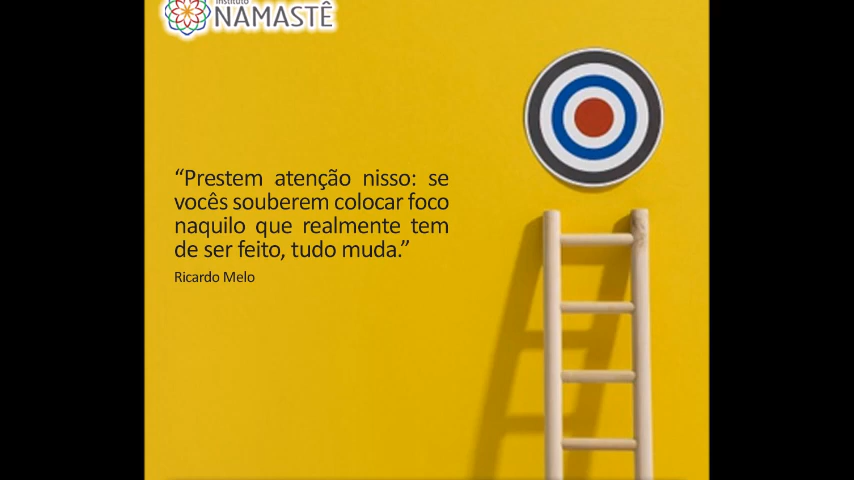 Instituto
NAMASTÊ
“Prestem atenção nisso: se
vocês souberem colocar foco
naquilo que realmente tem
de ser feito, tudo muda.”
Ricardo Melo